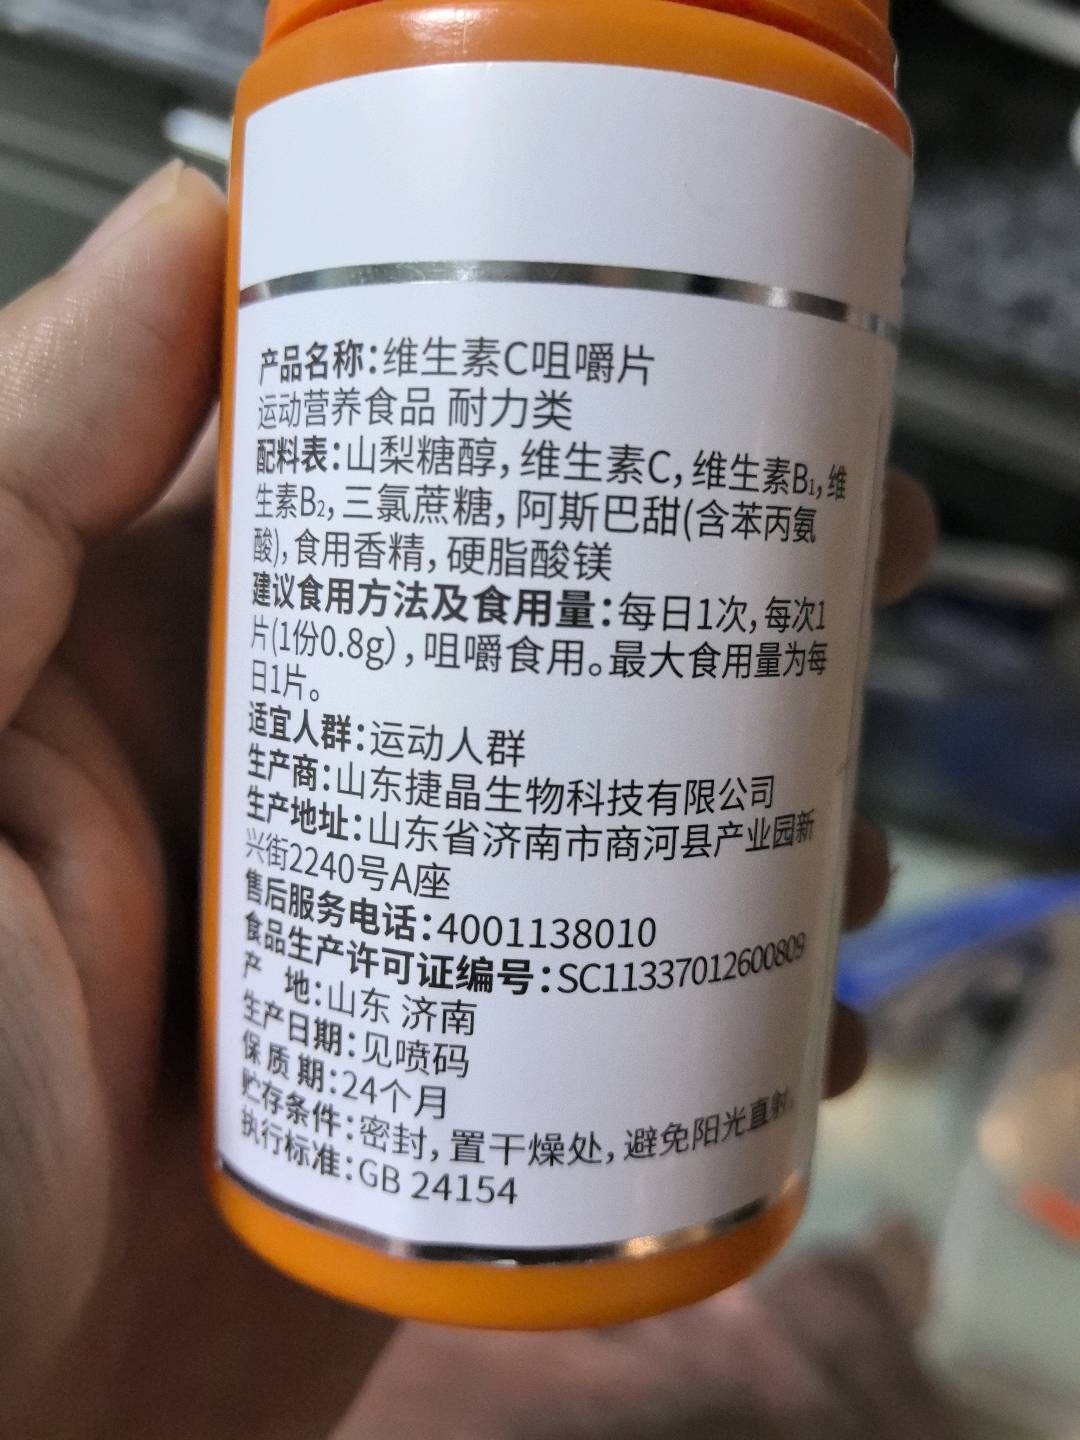 产品名称：维生素C咀嚼片
运动营养食品 耐力类
配料表：山梨糖醇，维生素C，维生素B₁，维
生素B₂，三氯蔗糖，阿斯巴甜(含苯丙氨
酸)，食用香精，硬脂酸镁
建议食用方法及食用量：每日1次，每次1
片(1份0.8g)，咀嚼食用。最大食用量为每
日1片。
适宜人群：运动人群
生产商：山东捷晶生物科技有限公司
生产地址：山东省济南市商河县产业园新
兴街2240号A座
售后服务电话：4001138010
食品生产许可证编号：SC11337012600809
产 地：山东 济南
生产日期：见喷码
保 质 期：24个月
贮存条件：密封，置干燥处，避免阳光直射。
执行标准：GB 24154